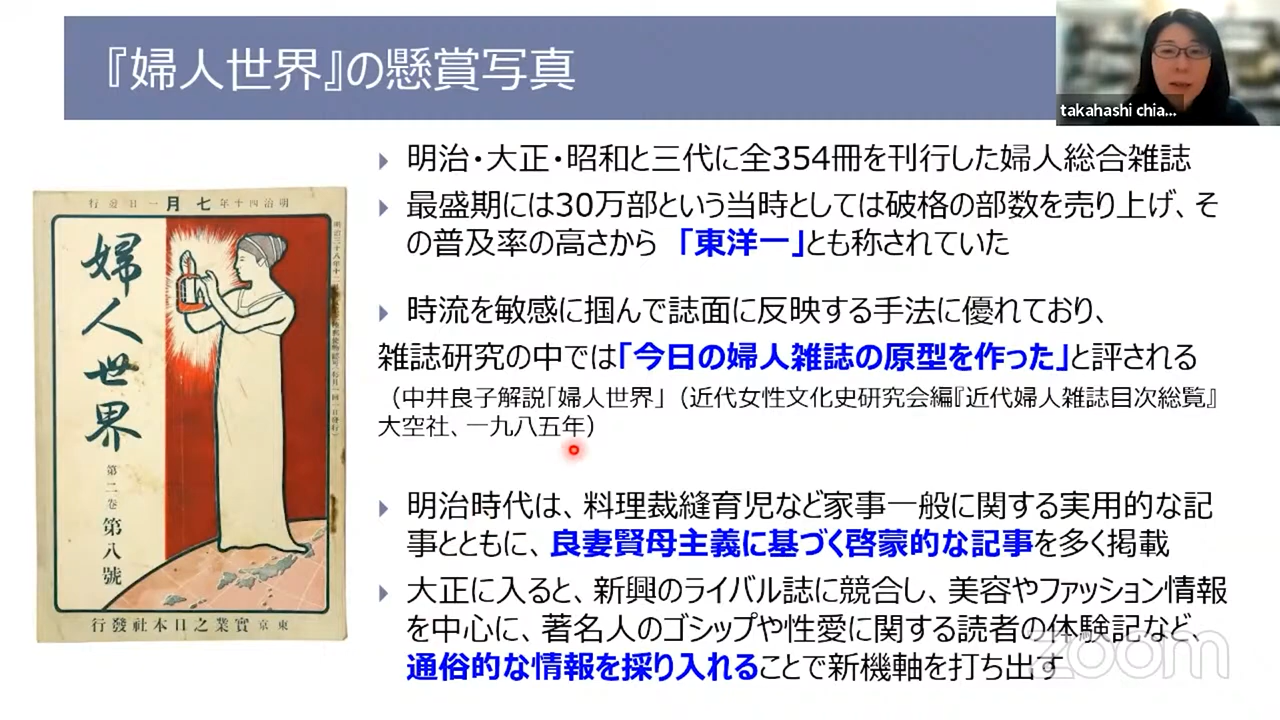 『婦人世界』の懸賞写真
takahashi chia...
明治・大正・昭和と三代に全354冊を刊行した婦人総合雑誌
最盛期には30万部という当時としては破格の部数を売り上げ、そ
の普及率の高さから 「東洋一」とも称されていた
時流を敏感に掴んで誌面に反映する手法に優れており、
雑誌研究の中では「今日の婦人雑誌の原型を作った」と評される
（中井良子解説「婦人世界」（近代女性文化史研究会編『近代婦人雑誌目次総覧』
大空社、一九八五年）
明治時代は、料理裁縫育児など家事一般に関する実用的な記
事とともに、良妻賢母主義に基づく啓蒙的な記事を多く掲載
大正に入ると、新興のライバル誌に競合し、美容やファッション情報
を中心に、著名人のゴシップや性愛に関する読者の体験記など、
通俗的な情報を採り入れることで新機軸を打ち出す
行發日一月七年十四治明
婦人世界
第二卷
第八號
行發社本日之業實京東
zoom